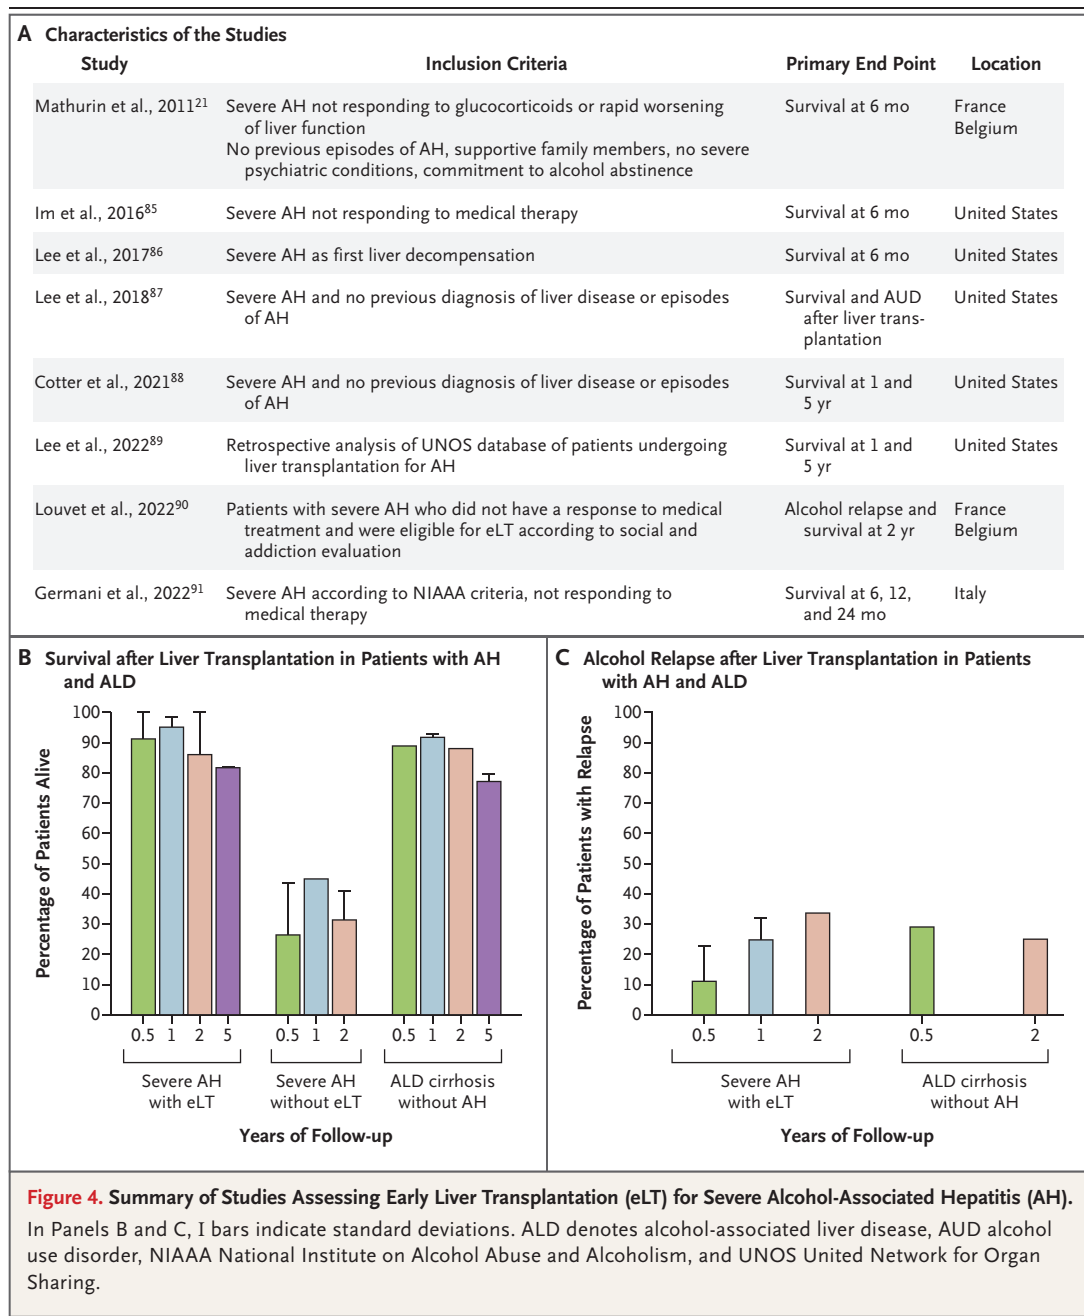 A Characteristics of the Studies
Study Inclusion Criteria Primary End Point Location
Mathurin et al., 2011²¹ Severe AH not responding to glucocorticoids or rapid worsening Survival at 6 mo France
of liver function Belgium
No previous episodes of AH, supportive family members, no severe
psychiatric conditions, commitment to alcohol abstinence
Im et al., 2016⁸⁵ Severe AH not responding to medical therapy Survival at 6 mo United States
Lee et al., 2017⁸⁶ Severe AH as first liver decompensation Survival at 6 mo United States
Lee et al., 2018⁸⁷ Severe AH and no previous diagnosis of liver disease or episodes Survival and AUD United States
of AH after liver trans-
plantation
Cotter et al., 2021⁸⁸ Severe AH and no previous diagnosis of liver disease or episodes Survival at 1 and United States
of AH 5 yr
Lee et al., 2022⁸⁹ Retrospective analysis of UNOS database of patients undergoing Survival at 1 and United States
liver transplantation for AH 5 yr
Louvet et al., 2022⁹⁰ Patients with severe AH who did not have a response to medical Alcohol relapse and France
treatment and were eligible for eLT according to social and survival at 2 yr Belgium
addiction evaluation
Germani et al., 2022⁹¹ Severe AH according to NIAAA criteria, not responding to Survival at 6, 12, Italy
medical therapy and 24 mo
B Survival after Liver Transplantation in Patients with AH
and ALD
Percentage of Patients Alive
100
90
80
70
60
50
40
30
20
10
0
0.5 1 2 5 0.5 1 2 0.5 1 2 5
Severe AH Severe AH ALD cirrhosis
with eLT without eLT without AH
Years of Follow-up
C Alcohol Relapse after Liver Transplantation in Patients
with AH and ALD
Percentage of Patients with Relapse
100
90
80
70
60
50
40
30
20
10
0
0.5 1 2 0.5 2
Severe AH ALD cirrhosis
with eLT without AH
Years of Follow-up
Figure 4. Summary of Studies Assessing Early Liver Transplantation (eLT) for Severe Alcohol-Associated Hepatitis (AH).
In Panels B and C, I bars indicate standard deviations. ALD denotes alcohol-associated liver disease, AUD alcohol
use disorder, NIAAA National Institute on Alcohol Abuse and Alcoholism, and UNOS United Network for Organ
Sharing.